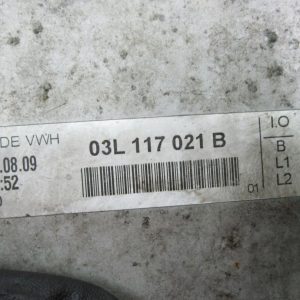 DE VWH
03L 117 021 B
.08.09
:52
01
I.O
B
L1
L2